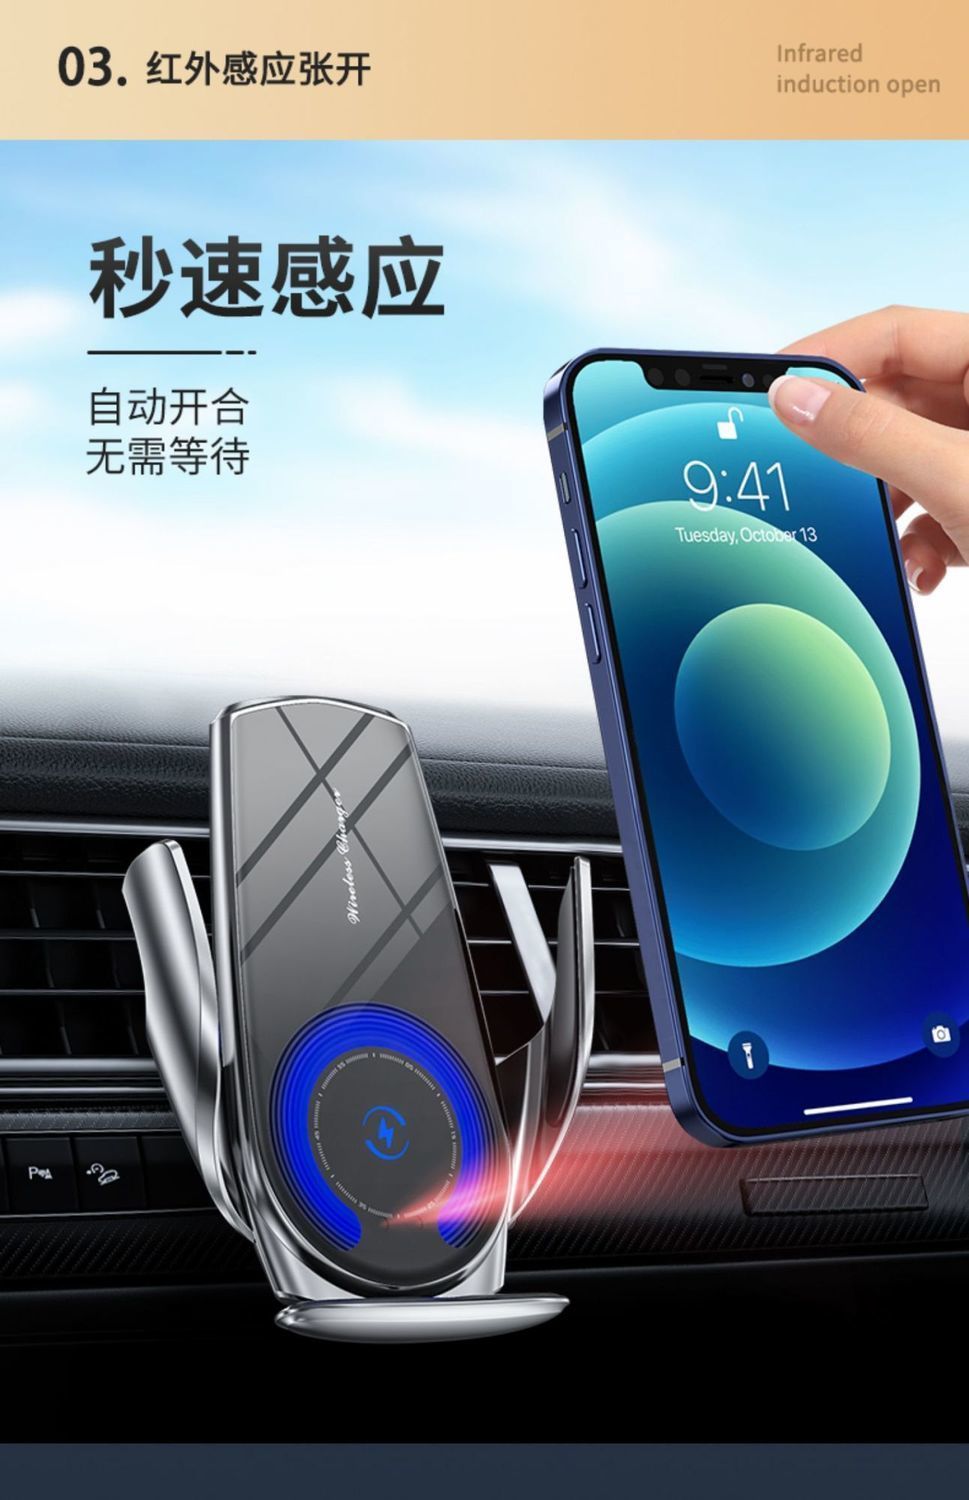 03. 红外感应张开
Infrared
induction open
秒速感应
自动开合
无需等待
9:41
Tuesday, October 13
Wireless Charger